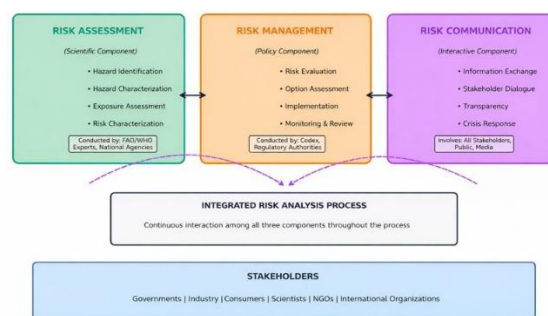 RISK ASSESSMENT
(Scientific Component)
• Hazard Identification
• Hazard Characterization
• Exposure Assessment
• Risk Characterization
Conducted by: FAO/WHO
Experts, National Agencies
RISK MANAGEMENT
(Policy Component)
• Risk Evaluation
• Option Assessment
• Implementation
• Monitoring & Review
Conducted by: Codex,
Regulatory Authorities
RISK COMMUNICATION
(Interactive Component)
• Information Exchange
• Stakeholder Dialogue
• Transparency
• Crisis Response
Involves: All Stakeholders,
Public, Media
INTEGRATED RISK ANALYSIS PROCESS
Continuous interaction among all three components throughout the process
STAKEHOLDERS
Governments | Industry | Consumers | Scientists | NGOs | International Organizations